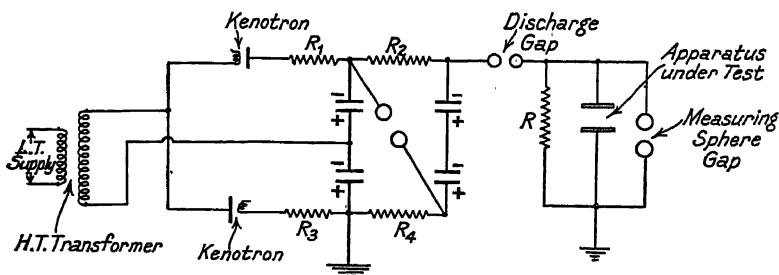 Kenotron
R1
R2
Discharge
Gap
Apparatus
under Test
- -
+ +
R
Measuring
Sphere
Gap
L.T.
Supply
- -
+ +
H.T. Transformer
Kenotron
R3
R4